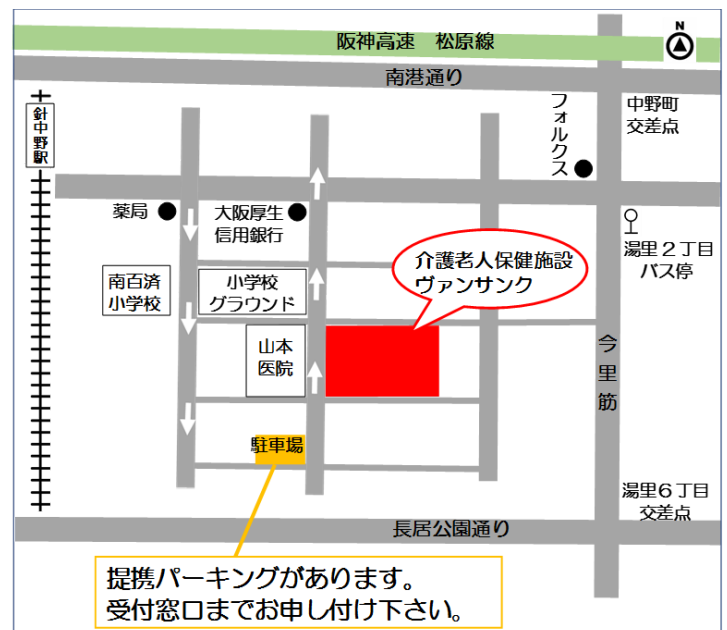 阪神高速　松原線
N
南港通り
針中野駅
フォルクス
中野町
交差点
薬局
大阪厚生
信用銀行
湯里２丁目
バス停
介護老人保健施設
ヴァンサンク
南百済
小学校
小学校
グラウンド
山本
医院
今里筋
駐車場
湯里６丁目
交差点
長居公園通り
提携パーキングがあります。
受付窓口までお申し付け下さい。